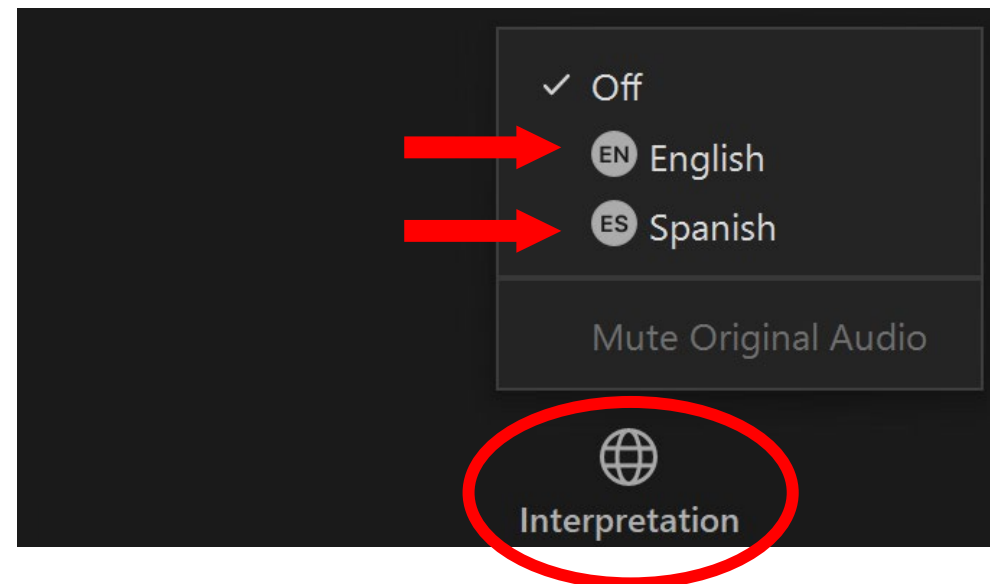 Off
EN English
ES Spanish
Mute Original Audio
Interpretation